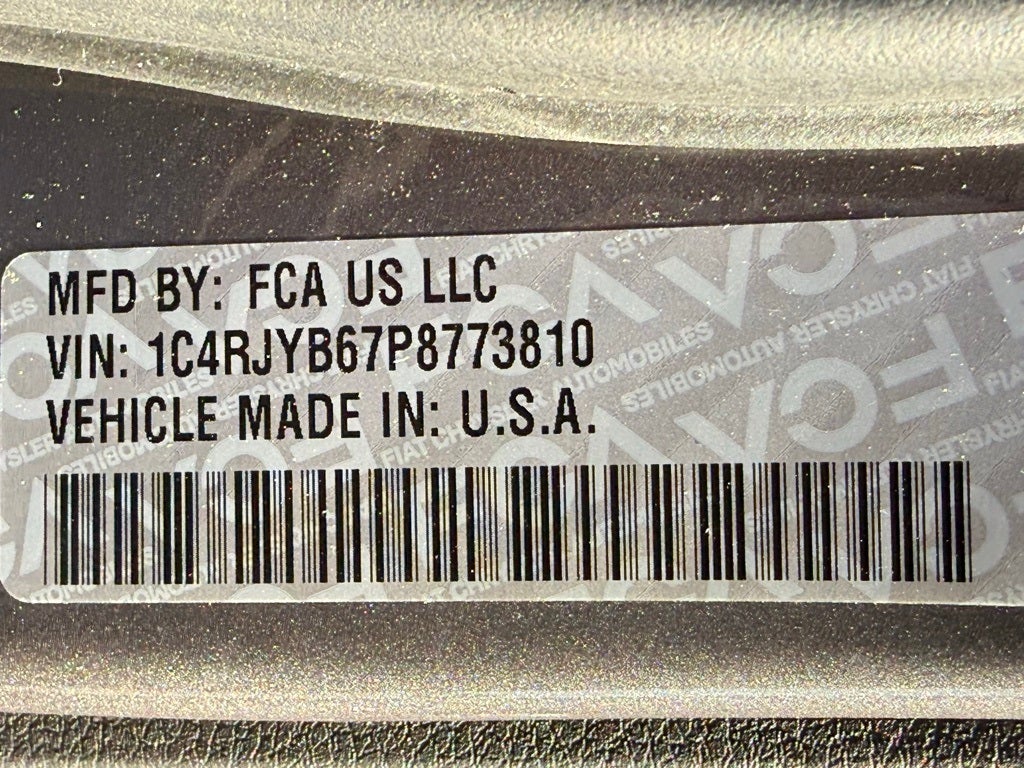 MFD BY: FCA US LLC
VIN: 1C4RJYB67P8773810
VEHICLE MADE IN: U.S.A.